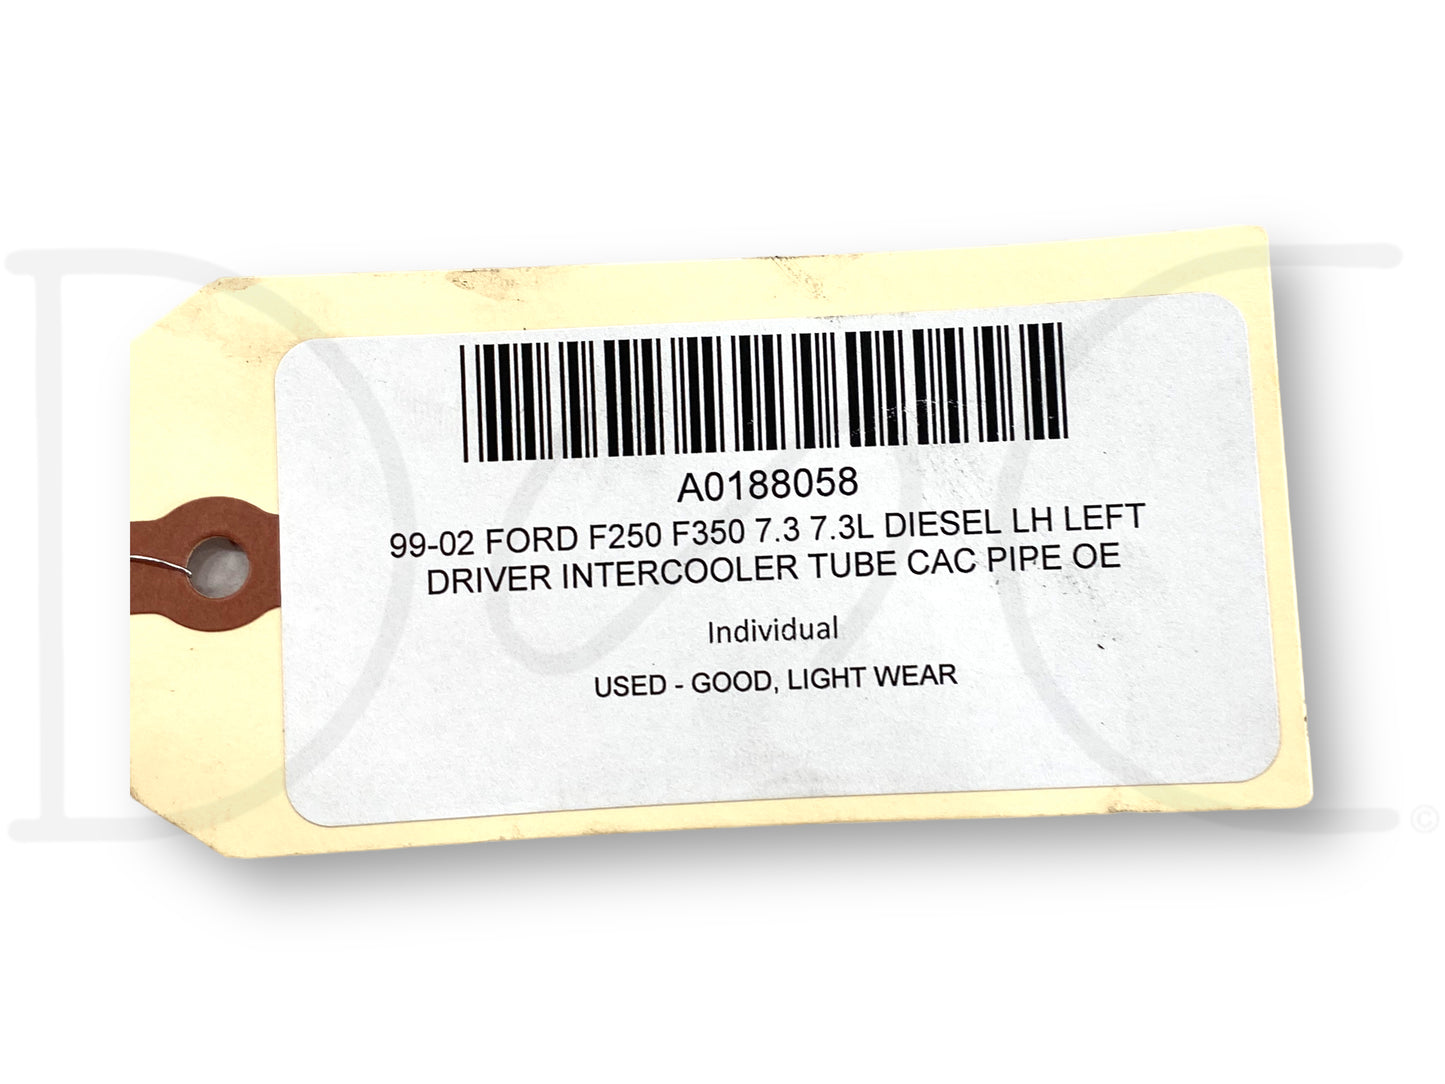 A0188058
99-02 FORD F250 F350 7.3 7.3L DIESEL LH LEFT
DRIVER INTERCOOLER TUBE CAC PIPE OE
Individual
USED - GOOD, LIGHT WEAR
©